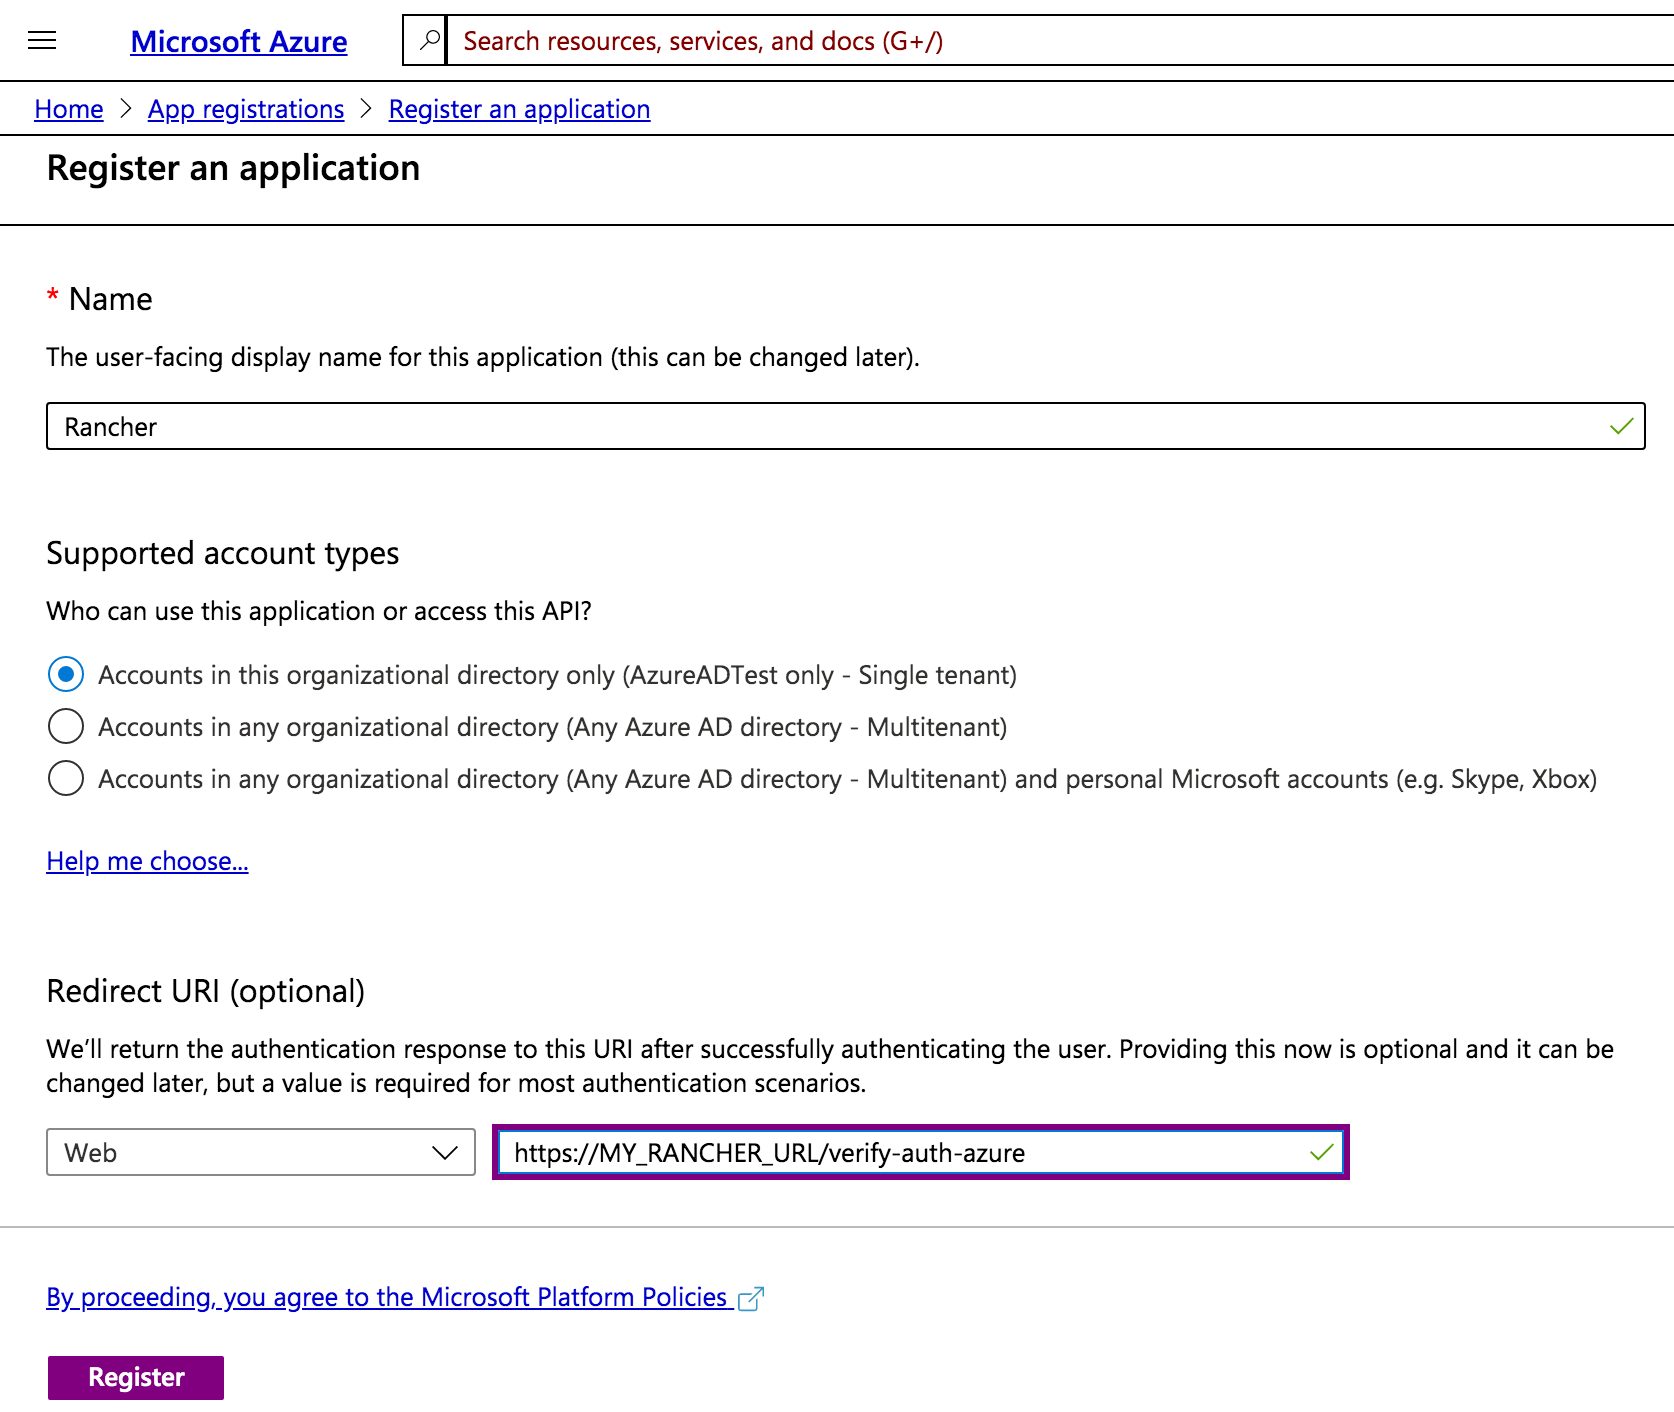 Microsoft Azure
Search resources, services, and docs (G+/)
Home > App registrations > Register an application
Register an application
* Name
The user-facing display name for this application (this can be changed later).
Rancher
Supported account types
Who can use this application or access this API?
Accounts in this organizational directory only (AzureADTest only - Single tenant)
Accounts in any organizational directory (Any Azure AD directory - Multitenant)
Accounts in any organizational directory (Any Azure AD directory - Multitenant) and personal Microsoft accounts (e.g. Skype, Xbox)
Help me choose...
Redirect URI (optional)
We’ll return the authentication response to this URI after successfully authenticating the user. Providing this now is optional and it can be
changed later, but a value is required for most authentication scenarios.
Web
https://MY_RANCHER_URL/verify-auth-azure
By proceeding, you agree to the Microsoft Platform Policies
Register